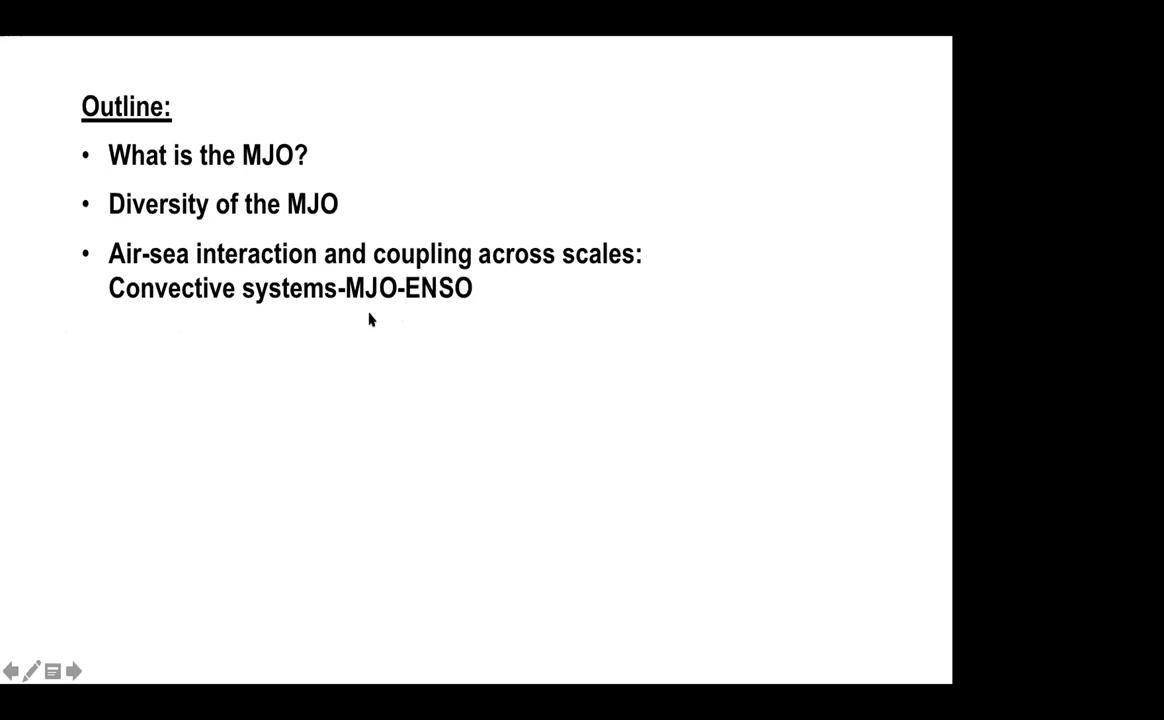 Outline:
• What is the MJO?
• Diversity of the MJO
• Air-sea interaction and coupling across scales:
Convective systems-MJO-ENSO